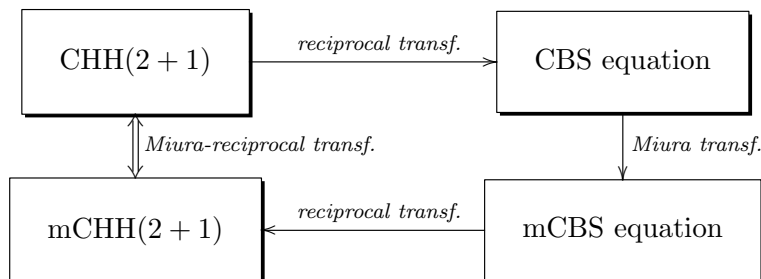 CHH(2 + 1)
reciprocal transf.
CBS equation
Miura-reciprocal transf.
Miura transf.
mCHH(2 + 1)
reciprocal transf.
mCBS equation